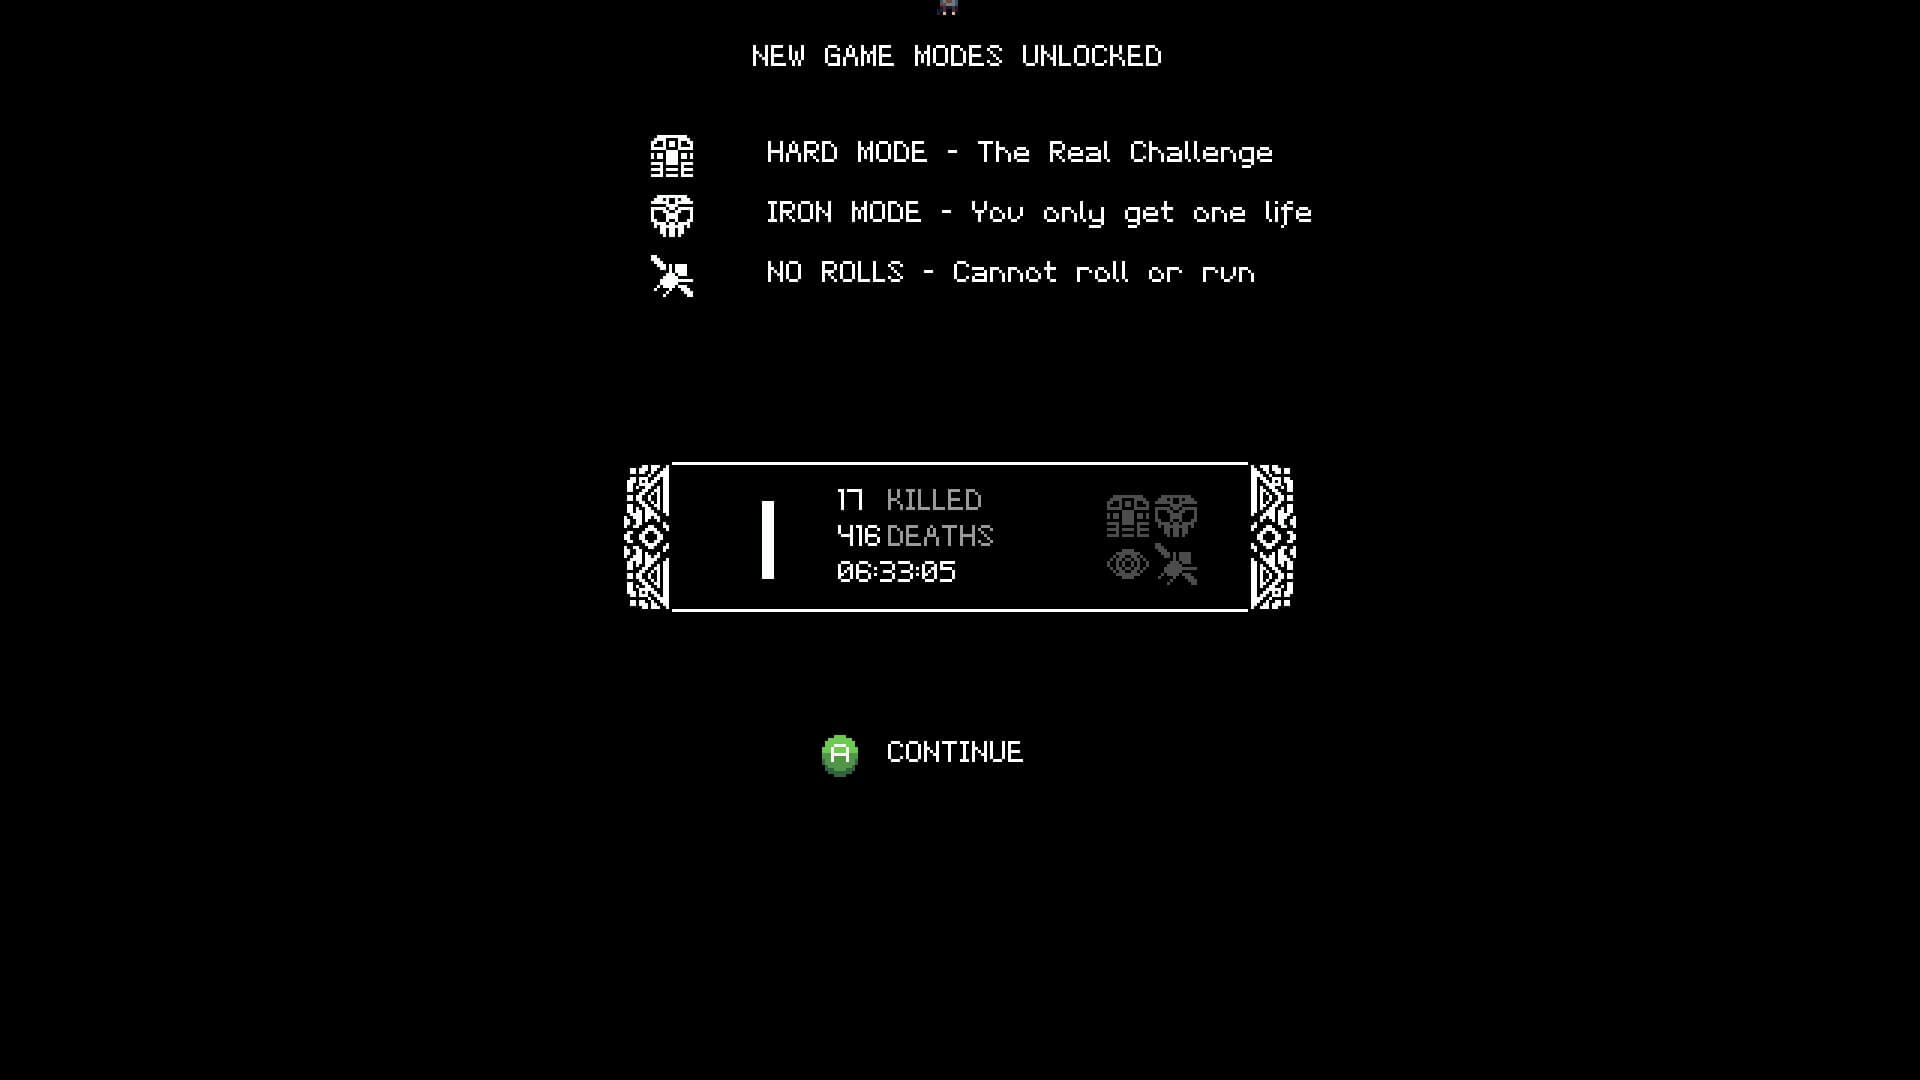 NEW GAME MODES UNLOCKED
HARD MODE - The Real Challenge
IRON MODE - You only get one life
NO ROLLS - Cannot roll or run
I
17 KILLED
416 DEATHS
06:33:05
A CONTINUE